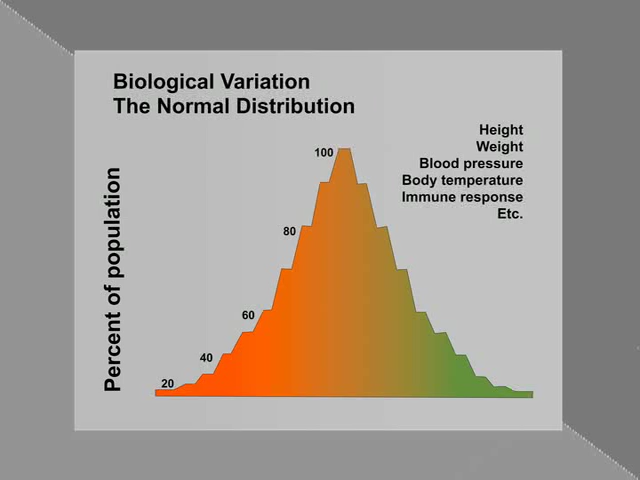 Biological Variation
The Normal Distribution
Height
Weight
Blood pressure
Body temperature
Immune response
Etc.
Percent of population
100
80
60
40
20